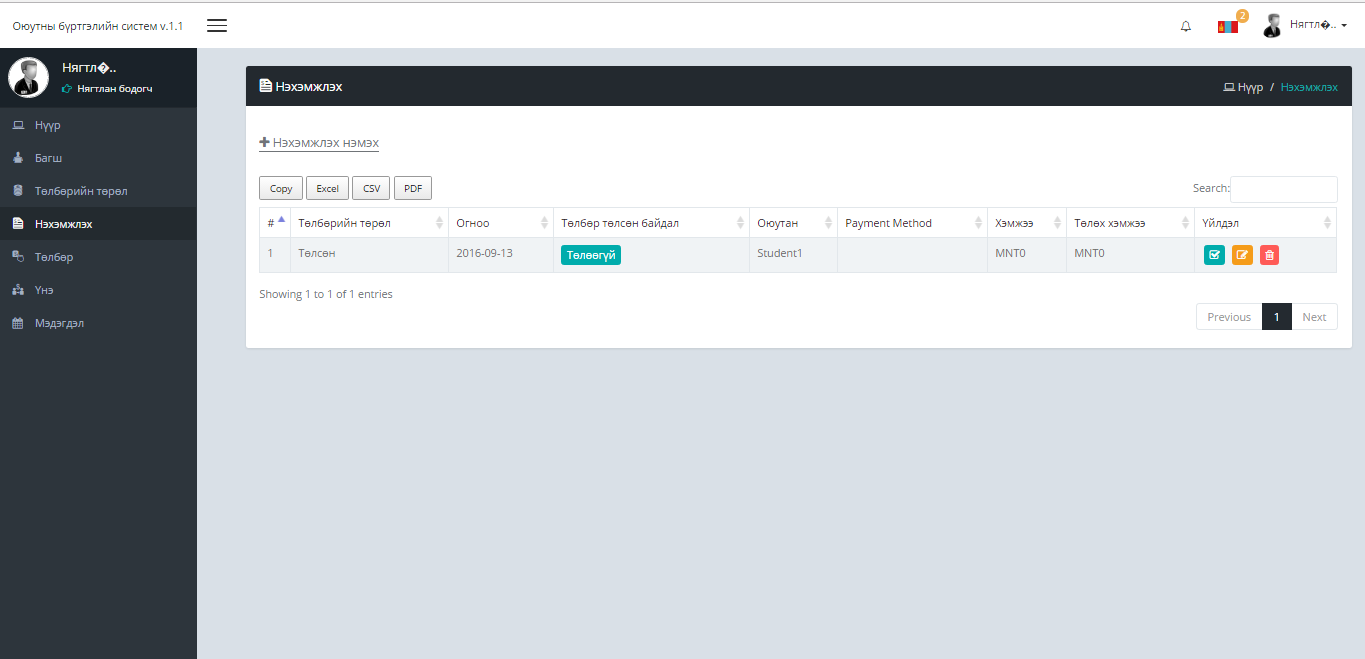 Оюутны бүртгэлийн систем v.1.1
2
Нягтл�..
Нягтл�..
Нягтлан бодогч
Нүүр
Багш
Төлбөрийн төрөл
Нэхэмжлэх
Төлбөр
Үнэ
Мэдэгдэл
Нэхэмжлэх
Нүүр / Нэхэмжлэх
Нэхэмжлэх нэмэх
Copy Excel CSV PDF
Search:
# Төлбөрийн төрөл Огноо Төлбөр төлсөн байдал Оюутан Payment Method Хэмжээ Төлөх хэмжээ Үйлдэл
1 Төлсөн 2016-09-13 Төлөөгүй Student1 MNT0 MNT0
Showing 1 to 1 of 1 entries
Previous 1 Next